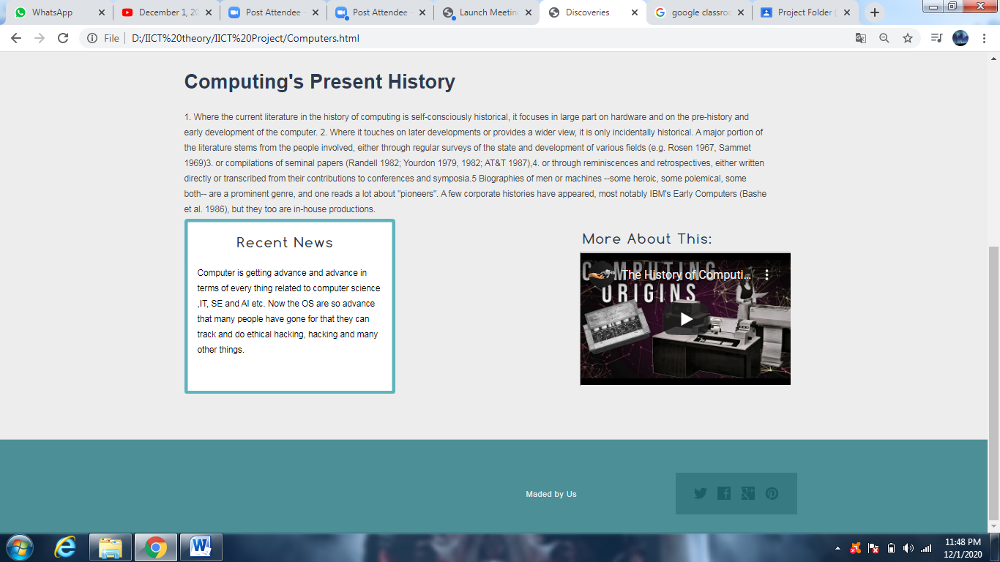 WhatsApp
December 1, 20
Post Attendee -
Post Attendee -
Launch Meeting
Discoveries
google classroo
Project Folder (
File
D:/IICT%20theory/IICT%20Project/Computers.html
Computing's Present History
1. Where the current literature in the history of computing is self-consciously historical, it focuses in large part on hardware and on the pre-history and
early development of the computer. 2. Where it touches on later developments or provides a wider view, it is only incidentally historical. A major portion of
the literature stems from the people involved, either through regular surveys of the state and development of various fields (e.g. Rosen 1967, Sammet
1969)3. or compilations of seminal papers (Randell 1982; Yourdon 1979, 1982; AT&T 1987),4. or through reminiscences and retrospectives, either written
directly or transcribed from their contributions to conferences and symposia.5 Biographies of men or machines --some heroic, some polemical, some
both-- are a prominent genre, and one reads a lot about "pioneers". A few corporate histories have appeared, most notably IBM's Early Computers (Bashe
et al. 1986), but they too are in-house productions.
Recent News
Computer is getting advance and advance in
terms of every thing related to computer science
,IT, SE and AI etc. Now the OS are so advance
that many people have gone for that they can
track and do ethical hacking, hacking and many
other things.
More About This:
COMPUTING
The History of Computi...
ORIGINS
Maded by Us
11:48 PM
12/1/2020